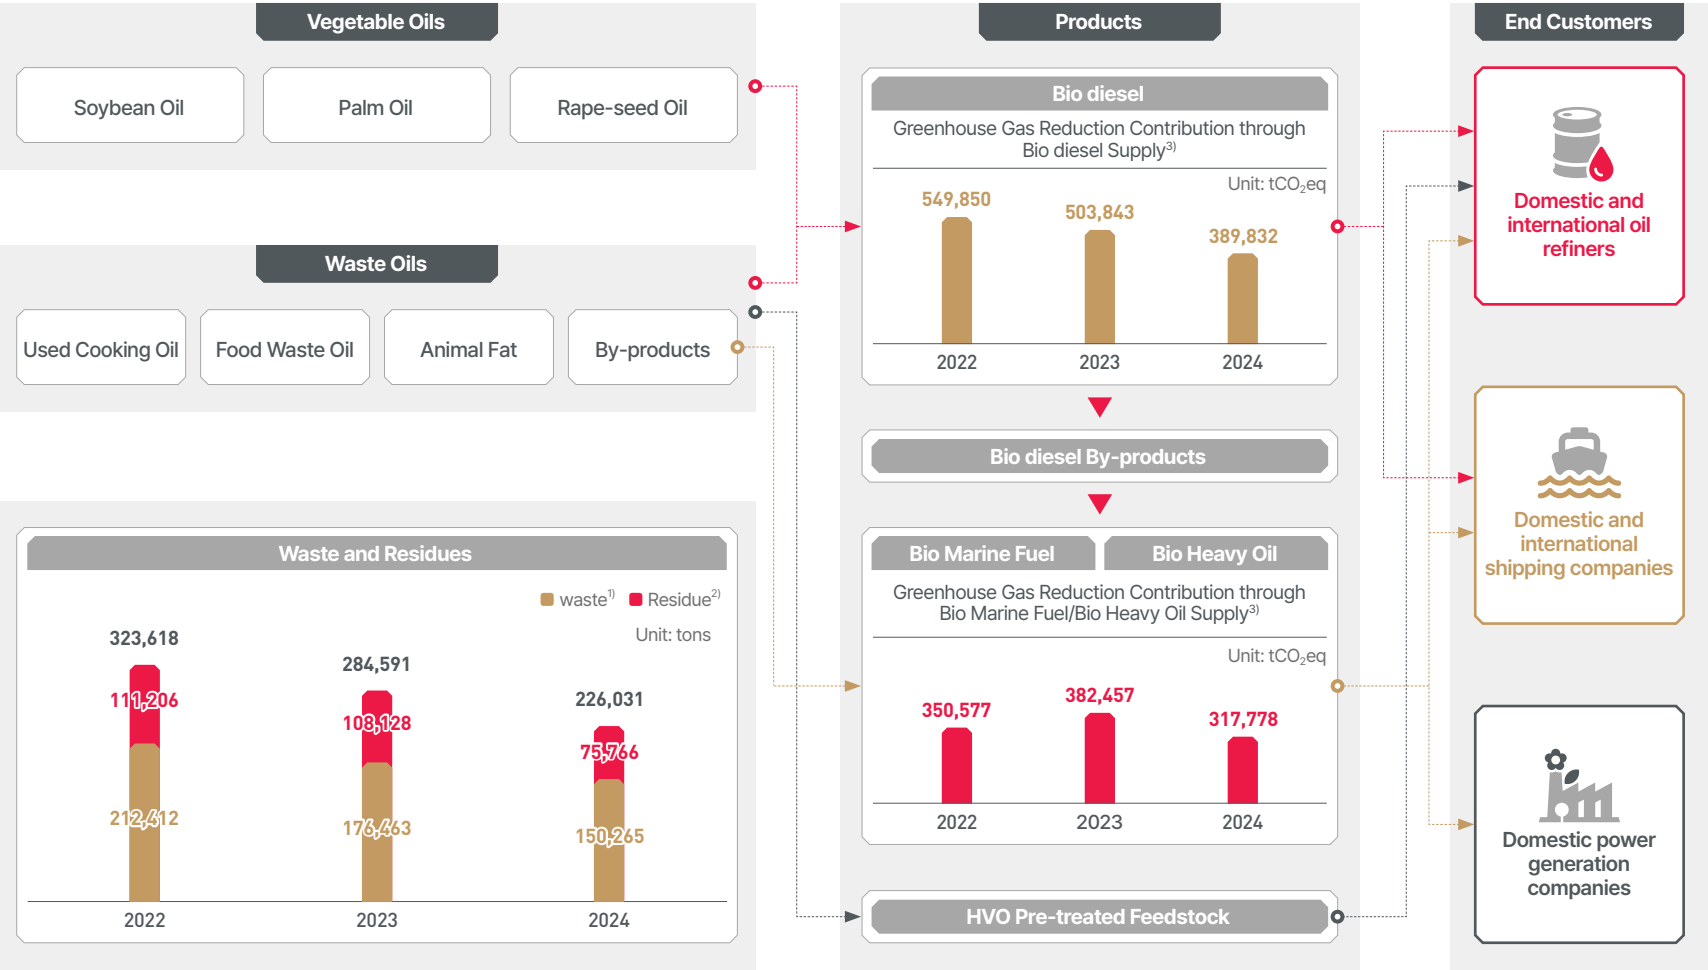 Vegetable Oils
Soybean Oil
Palm Oil
Rape-seed Oil
Waste Oils
Used Cooking Oil
Food Waste Oil
Animal Fat
By-products
Waste and Residues
waste1)
Residue2)
Unit: tons
323,618
111,206
212,412
284,591
108,128
176,463
226,031
75,766
150,265
2022
2023
2024
Products
Bio diesel
Greenhouse Gas Reduction Contribution through
Bio diesel Supply3)
Unit: tCO2eq
549,850
503,843
389,832
2022
2023
2024
Bio diesel By-products
Bio Marine Fuel
Bio Heavy Oil
Greenhouse Gas Reduction Contribution through
Bio Marine Fuel/Bio Heavy Oil Supply3)
Unit: tCO2eq
350,577
382,457
317,778
2022
2023
2024
HVO Pre-treated Feedstock
End Customers
Domestic and
international oil
refiners
Domestic and
international
shipping companies
Domestic power
generation
companies